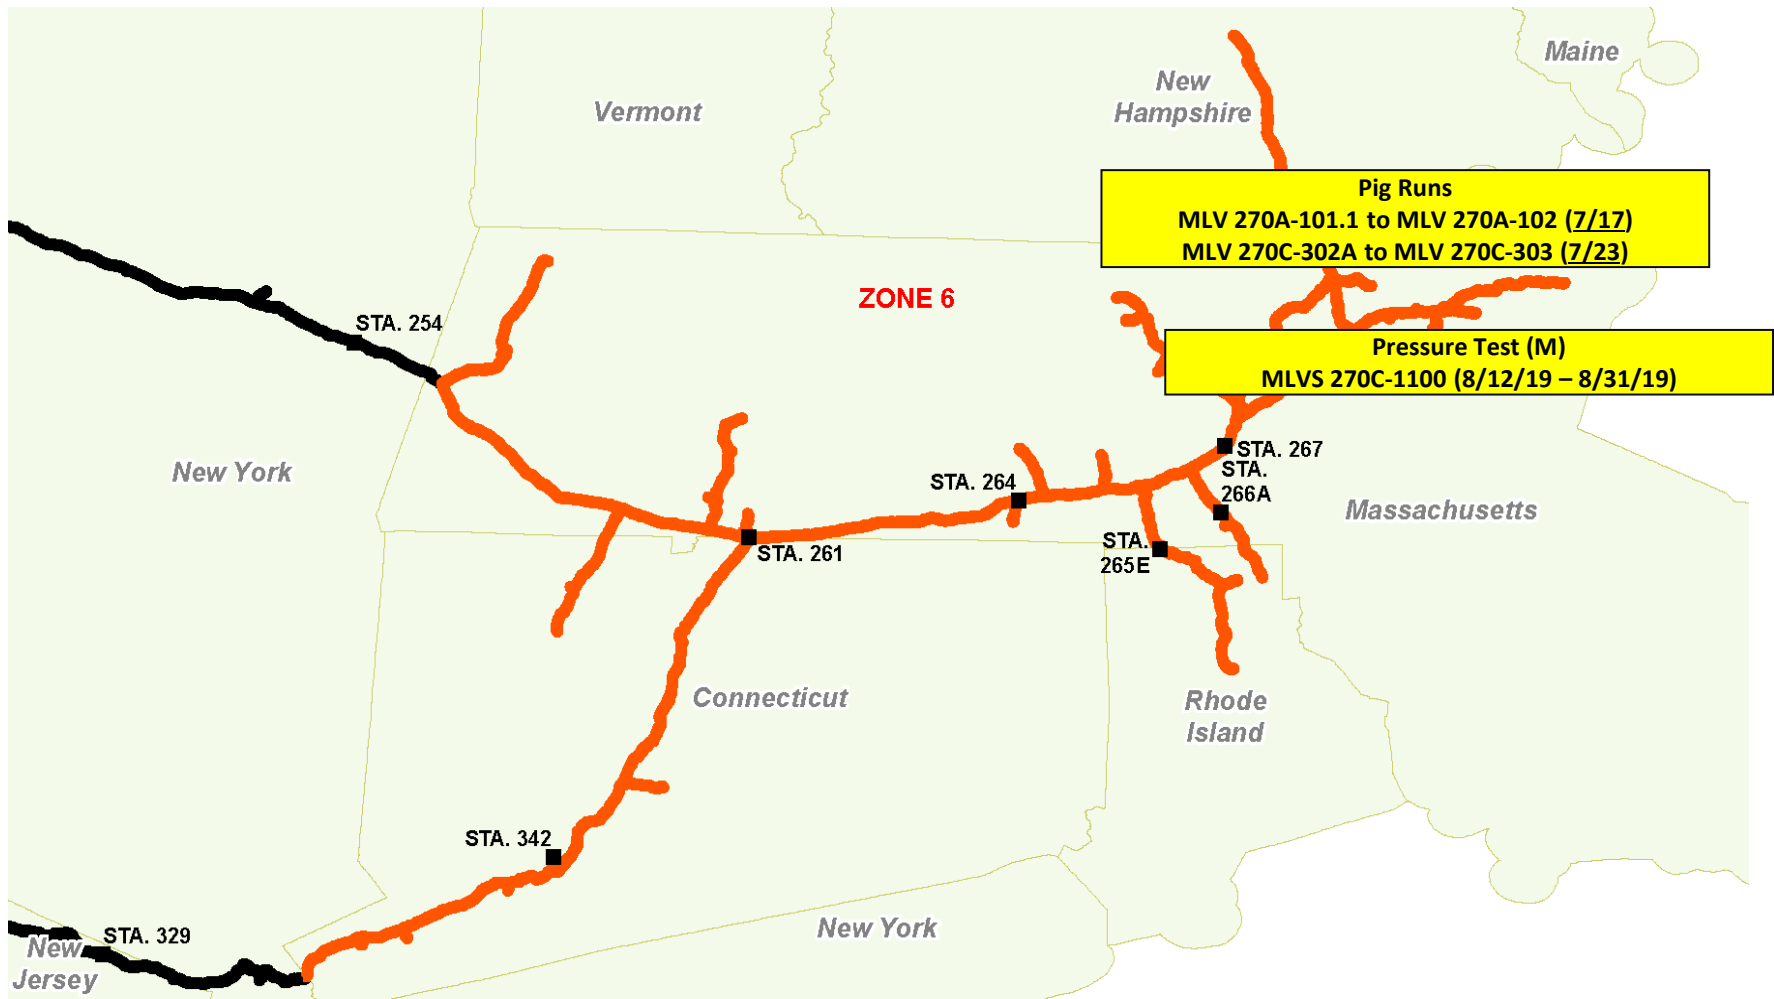 Maine
New
Hampshire
Vermont
Pig Runs
MLV 270A-101.1 to MLV 270A-102 (7/17)
MLV 270C-302A to MLV 270C-303 (7/23)
ZONE 6
STA. 254
Pressure Test (M)
MLVS 270C-1100 (8/12/19 – 8/31/19)
New York
STA. 267
STA.
266A
STA. 264
Massachusetts
STA. 261
STA.
265E
Connecticut
Rhode
Island
STA. 342
New York
STA. 329
New
Jersey